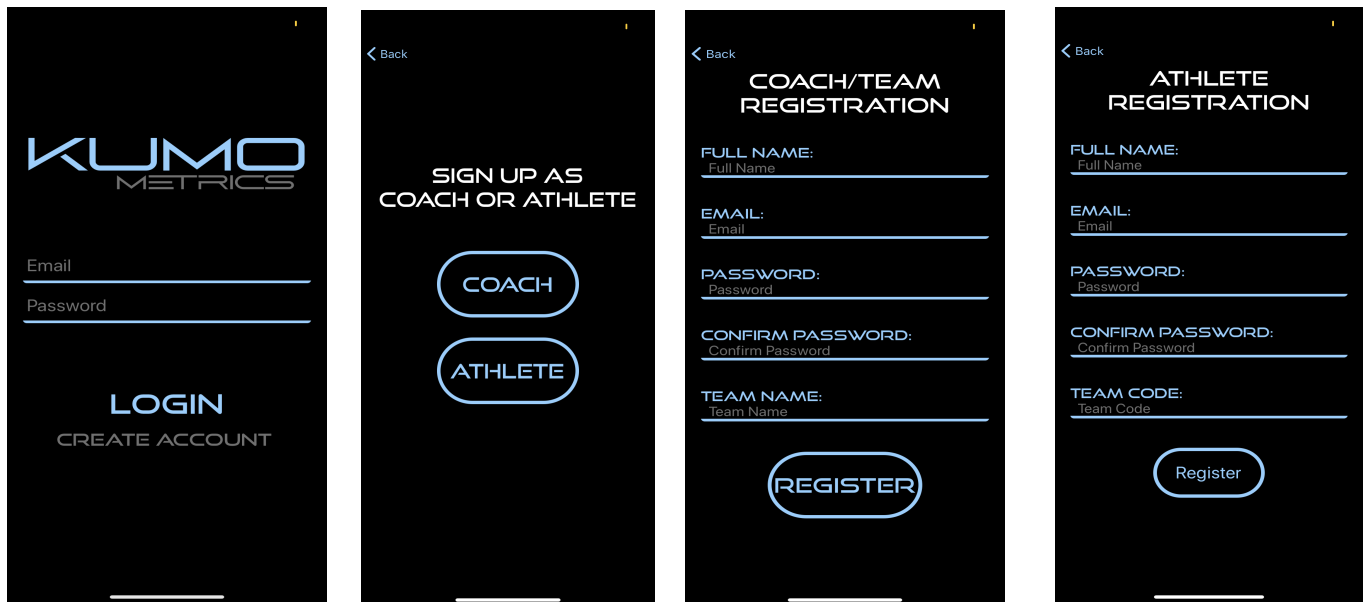 KUMO
METRICS
Email
Password
LOGIN
CREATE ACCOUNT
Back
SIGN UP AS
COACH OR ATHLETE
COACH
ATHLETE
Back
COACH/TEAM
REGISTRATION
FULL NAME:
Full Name
EMAIL:
Email
PASSWORD:
Password
CONFIRM PASSWORD:
Confirm Password
TEAM NAME:
Team Name
REGISTER
Back
ATHLETE
REGISTRATION
FULL NAME:
Full Name
EMAIL:
Email
PASSWORD:
Password
CONFIRM PASSWORD:
Confirm Password
TEAM CODE:
Team Code
Register